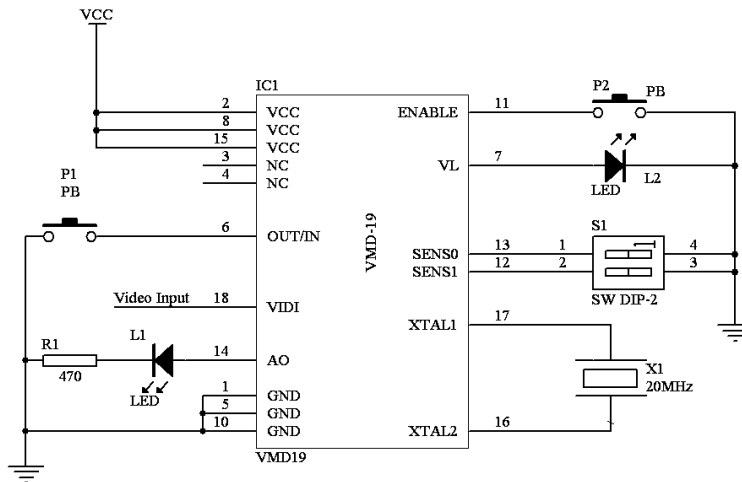 VCC
IC1
2 VCC
8 VCC
15 VCC
3 NC
4 NC
P1
PB
6 OUT/IN
Video Input 18 VIDI
R1
470
L1
LED
14 AO
1 GND
5 GND
10 GND
VMD19
VMD-19
ENABLE 11
P2 PB
VL 7
LED L2
S1
SENS0 13 1 4
SENS1 12 2 3
SW DIP-2
XTAL1 17
X1
20MHz
XTAL2 16